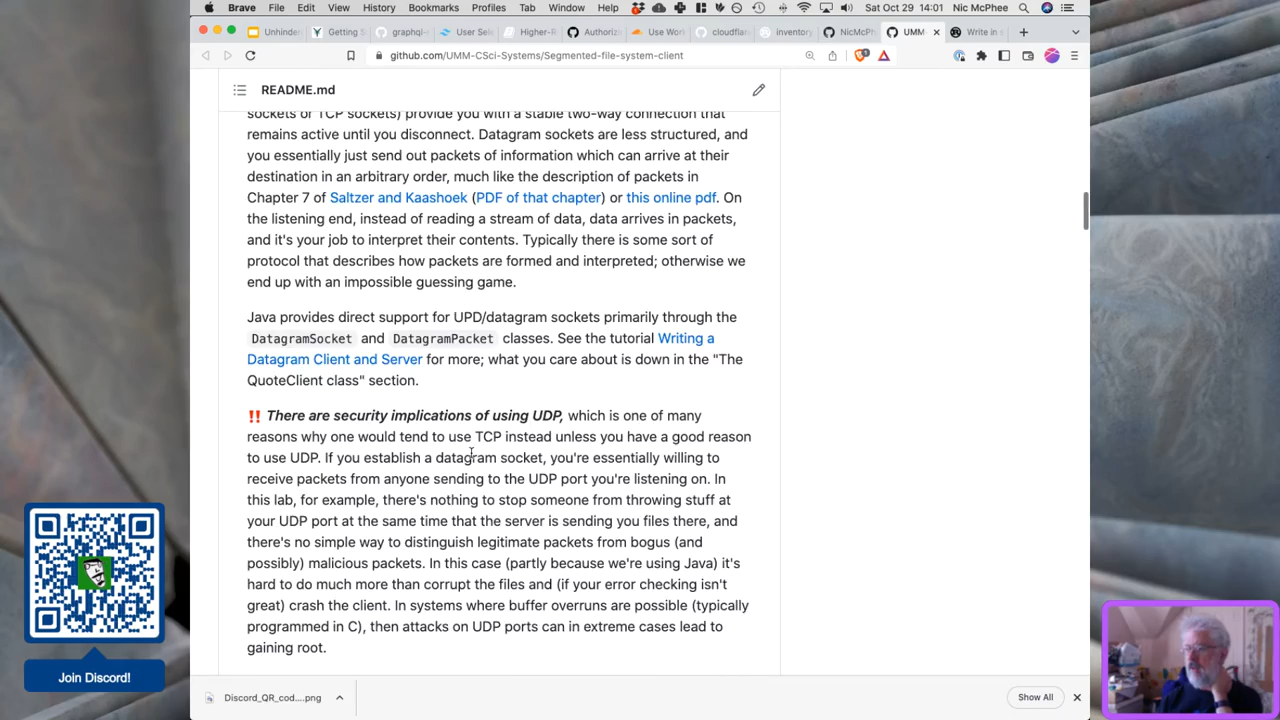 Brave File Edit View History Bookmarks Profiles Tab Window Help Sat Oct 29 14:01 Nic McPhee
Unhinder Getting S graphql-r User Sele Higher-R Authoriz Use Work cloudflar inventory NicMcPh UMM Write in s
github.com/UMM-CSci-Systems/Segmented-file-system-client
README.md
sockets or TCP sockets) provide you with a stable two-way connection that
remains active until you disconnect. Datagram sockets are less structured, and
you essentially just send out packets of information which can arrive at their
destination in an arbitrary order, much like the description of packets in
Chapter 7 of Saltzer and Kaashoek (PDF of that chapter) or this online pdf. On
the listening end, instead of reading a stream of data, data arrives in packets,
and it's your job to interpret their contents. Typically there is some sort of
protocol that describes how packets are formed and interpreted; otherwise we
end up with an impossible guessing game.
Java provides direct support for UPD/datagram sockets primarily through the
DatagramSocket and DatagramPacket classes. See the tutorial Writing a
Datagram Client and Server for more; what you care about is down in the "The
QuoteClient class" section.
‼️ There are security implications of using UDP, which is one of many
reasons why one would tend to use TCP instead unless you have a good reason
to use UDP. If you establish a datagram socket, you're essentially willing to
receive packets from anyone sending to the UDP port you're listening on. In
this lab, for example, there's nothing to stop someone from throwing stuff at
your UDP port at the same time that the server is sending you files there, and
there's no simple way to distinguish legitimate packets from bogus (and
possibly) malicious packets. In this case (partly because we're using Java) it's
hard to do much more than corrupt the files and (if your error checking isn't
great) crash the client. In systems where buffer overruns are possible (typically
programmed in C), then attacks on UDP ports can in extreme cases lead to
gaining root.
Join Discord!
Discord_QR_cod....png
Show All